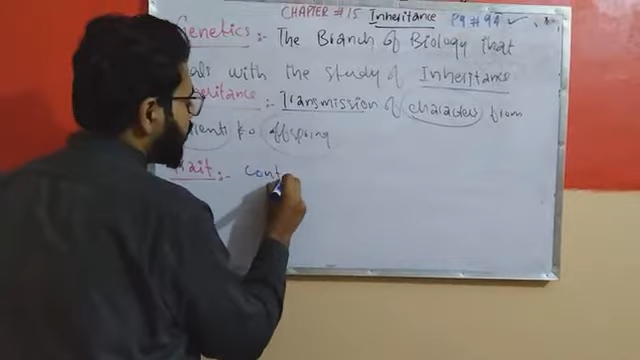 CHAPTER #15 Inheritance Pg # 94
Genetics :- The Branch of Biology that
with the study of Inheritance
:- Transmission of characters from
to offspring
Trait :- cont